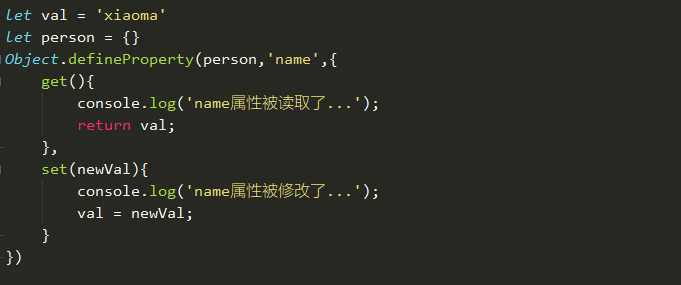 let val = 'xiaoma'
let person = {}
Object.defineProperty(person,'name',{
    get(){
        console.log('name属性被读取了...');
        return val;
    },
    set(newVal){
        console.log('name属性被修改了...');
        val = newVal;
    }
})